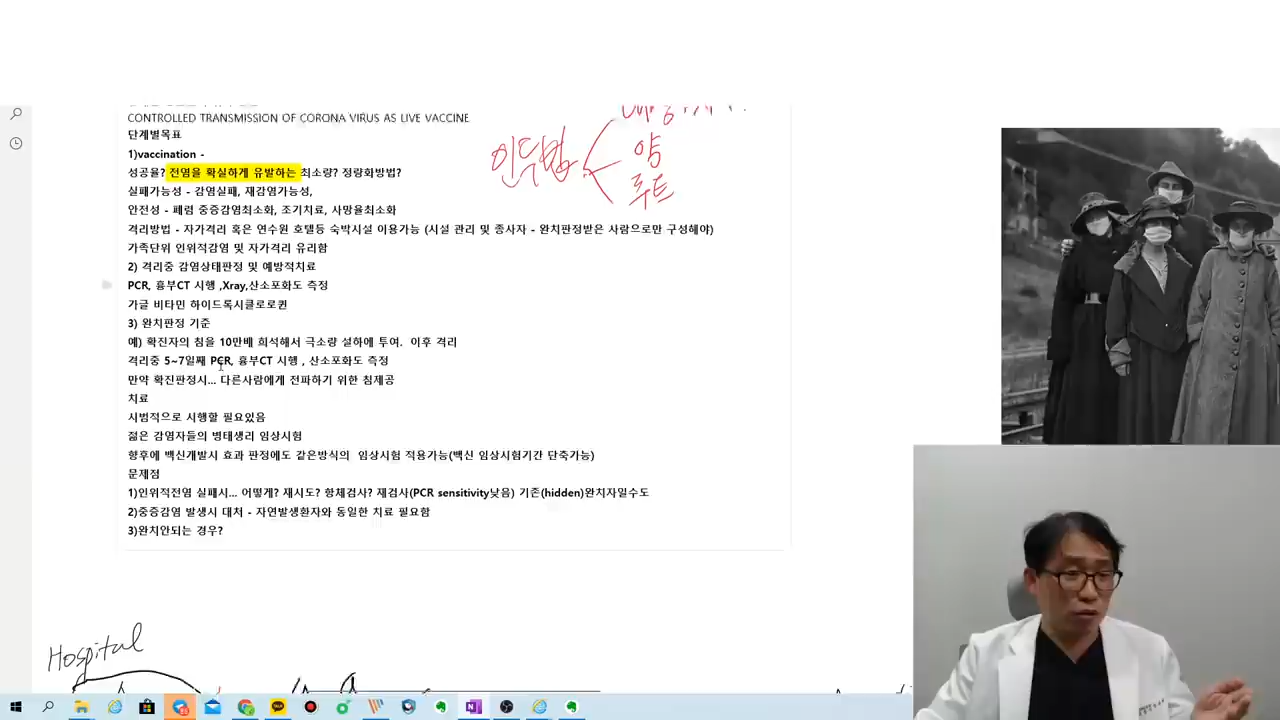 CONTROLLED TRANSMISSION OF CORONA VIRUS AS LIVE VACCINE
단계별목표
1)vaccination -
성공율? 전염을 확실하게 유발하는 최소량? 정량화방법?
실패가능성 - 감염실패, 재감염가능성,
안전성 - 폐렴 중증감염최소화, 조기치료, 사망율최소화
격리방법 - 자가격리 혹은 연수원 호텔등 숙박시설 이용가능 (시설 관리 및 종사자 - 완치판정받은 사람으로만 구성해야)
가족단위 인위적감염 및 자가격리 유리함
2) 격리중 감염상태판정 및 예방적치료
PCR, 흉부CT 시행 ,Xray,산소포화도 측정
가글 비타민 하이드록시클로로퀸
3) 완치판정 기준
예) 확진자의 침을 10만배 희석해서 극소량 설하에 투여. 이후 격리
격리중 5~7일째 PCR, 흉부CT 시행 , 산소포화도 측정
만약 확진판정시... 다른사람에게 전파하기 위한 침제공
치료
시범적으로 시행할 필요있음
젊은 감염자들의 병태생리 임상시험
향후에 백신개발시 효과 판정에도 같은방식의 임상시험 적용가능(백신 임상시험기간 단축가능)
문제점
1)인위적전염 실패시... 어떻게? 재시도? 항체검사? 재검사(PCR sensitivity낮음) 기존(hidden)완치자일수도
2)중증감염 발생시 대처 - 자연발생환자와 동일한 치료 필요함
3)완치안되는 경우?
인두법
양
루트
Hospital